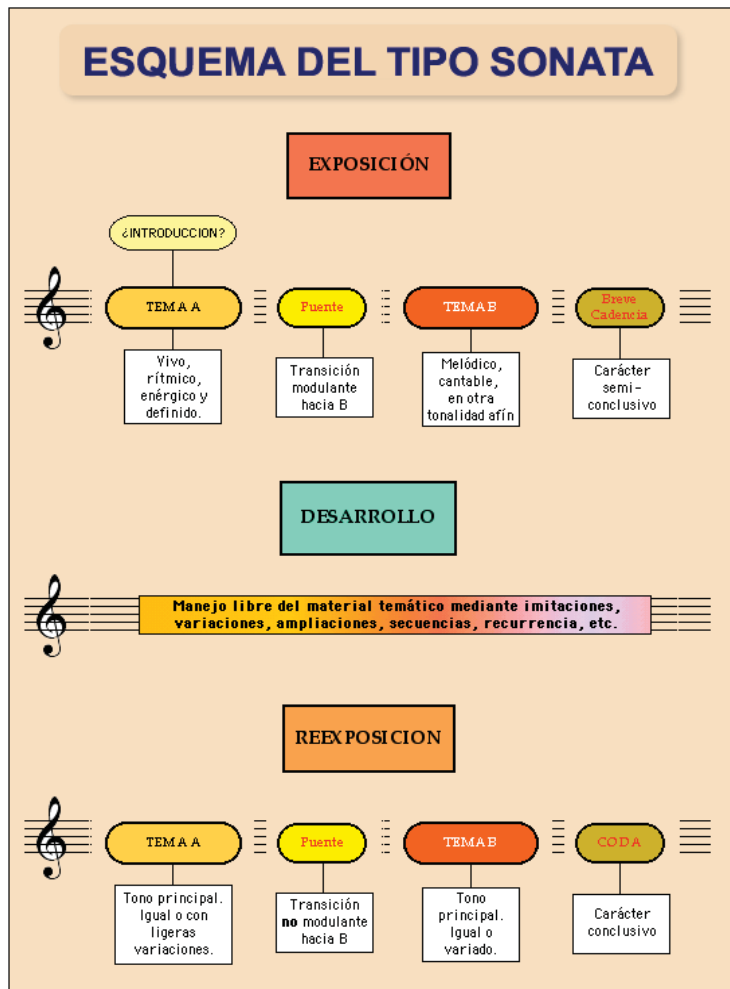 ESQUEMA DEL TIPO SONATA
EXPOSICIÓN
¿INTRODUCCION?
TEMA A
Puente
TEMA B
Breve
Cadencia
Vivo,
rítmico,
enérgico y
definido.
Transición
modulante
hacia B
Melódico,
cantable,
en otra
tonalidad afín
Carácter
semi-
conclusivo
DESARROLLO
Manejo libre del material temático mediante imitaciones,
variaciones, ampliaciones, secuencias, recurrencia, etc.
REEXPOSICION
TEMA A
Puente
TEMA B
CODA
Tono principal.
Igual o con
ligeras
variaciones.
Transición
no modulante
hacia B
Tono
principal.
Igual o
variado.
Carácter
conclusivo